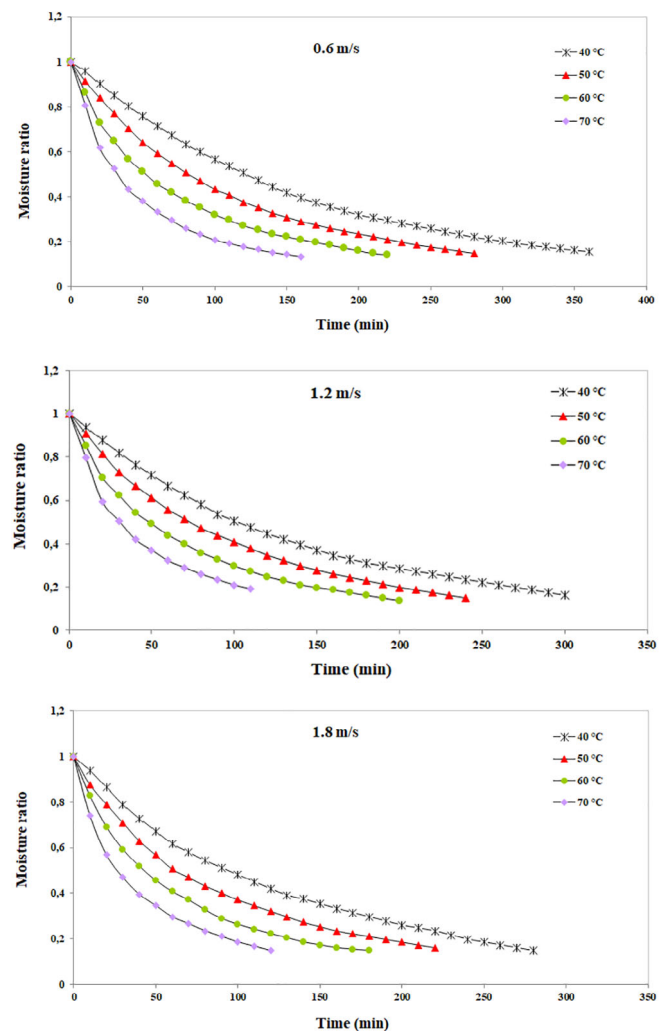 1,2
0.6 m/s
40 °C
50 °C
60 °C
70 °C
1
0,8
0,6
0,4
0,2
0
Moisture ratio
0 50 100 150 200 250 300 350 400
Time (min)
1,2
1.2 m/s
40 °C
50 °C
60 °C
70 °C
1
0,8
0,6
0,4
0,2
0
Moisture ratio
0 50 100 150 200 250 300 350
Time (min)
1,2
1.8 m/s
40 °C
50 °C
60 °C
70 °C
1
0,8
0,6
0,4
0,2
0
Moisture ratio
0 50 100 150 200 250 300 350
Time (min)